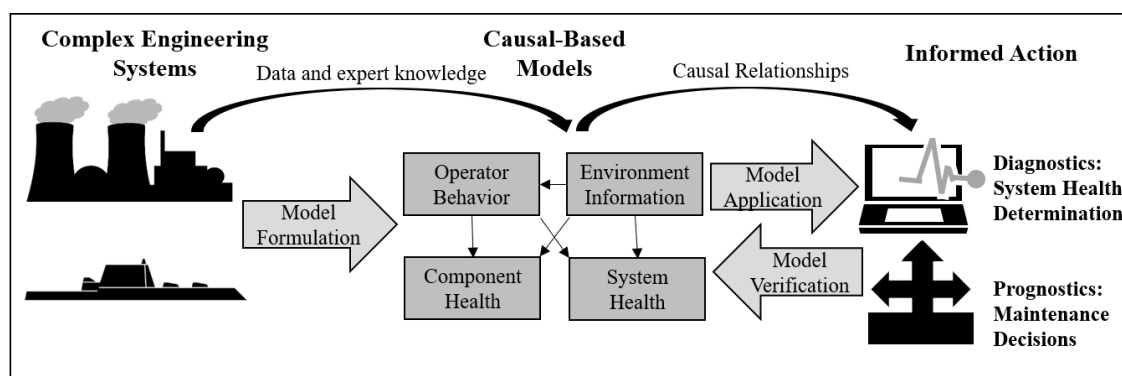 Complex Engineering
Systems
Causal-Based
Models
Informed Action
Data and expert knowledge
Causal Relationships
Operator
Behavior
Environment
Information
Model
Application
Diagnostics:
System Health
Determination
Model
Formulation
Component
Health
System
Health
Model
Verification
Prognostics:
Maintenance
Decisions